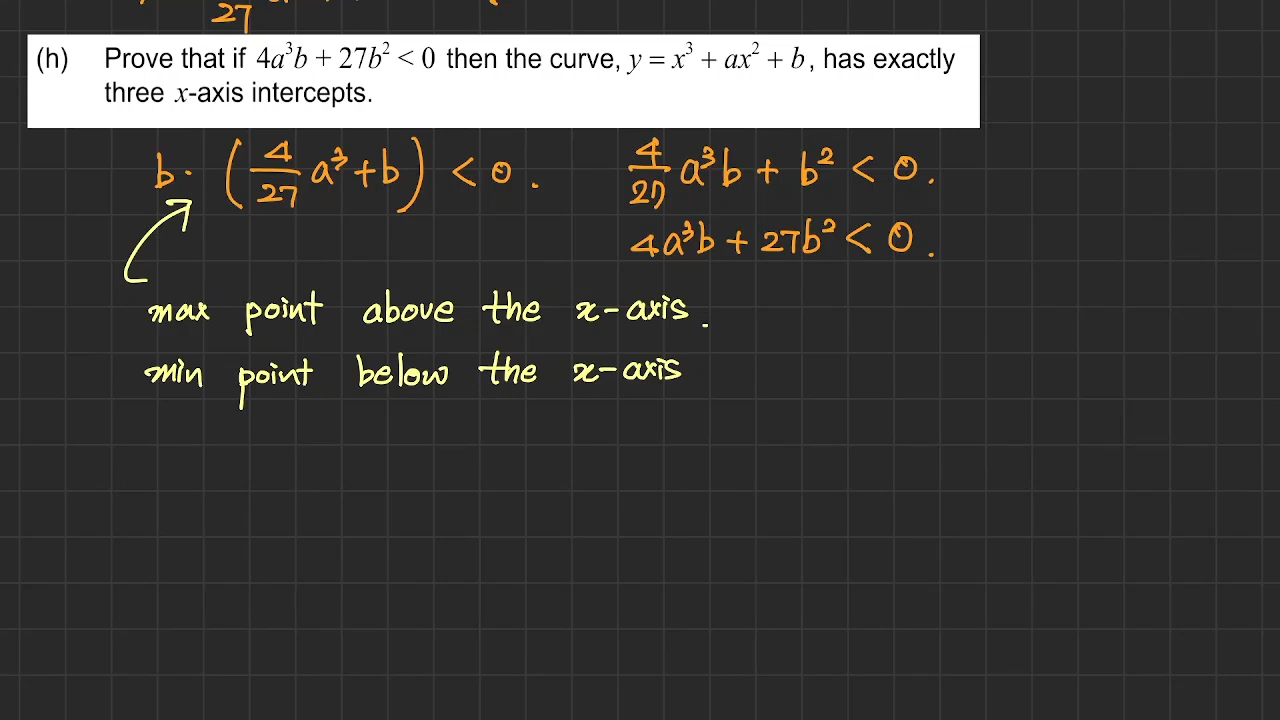 27
(h) Prove that if 4a³b + 27b² < 0 then the curve, y = x³ + ax² + b, has exactly
three x-axis intercepts.
b · (4/27 a³ + b) < 0 . 4/27 a³b + b² < 0 .
4a³b + 27b² < 0 .
max point above the x-axis .
min point below the x-axis